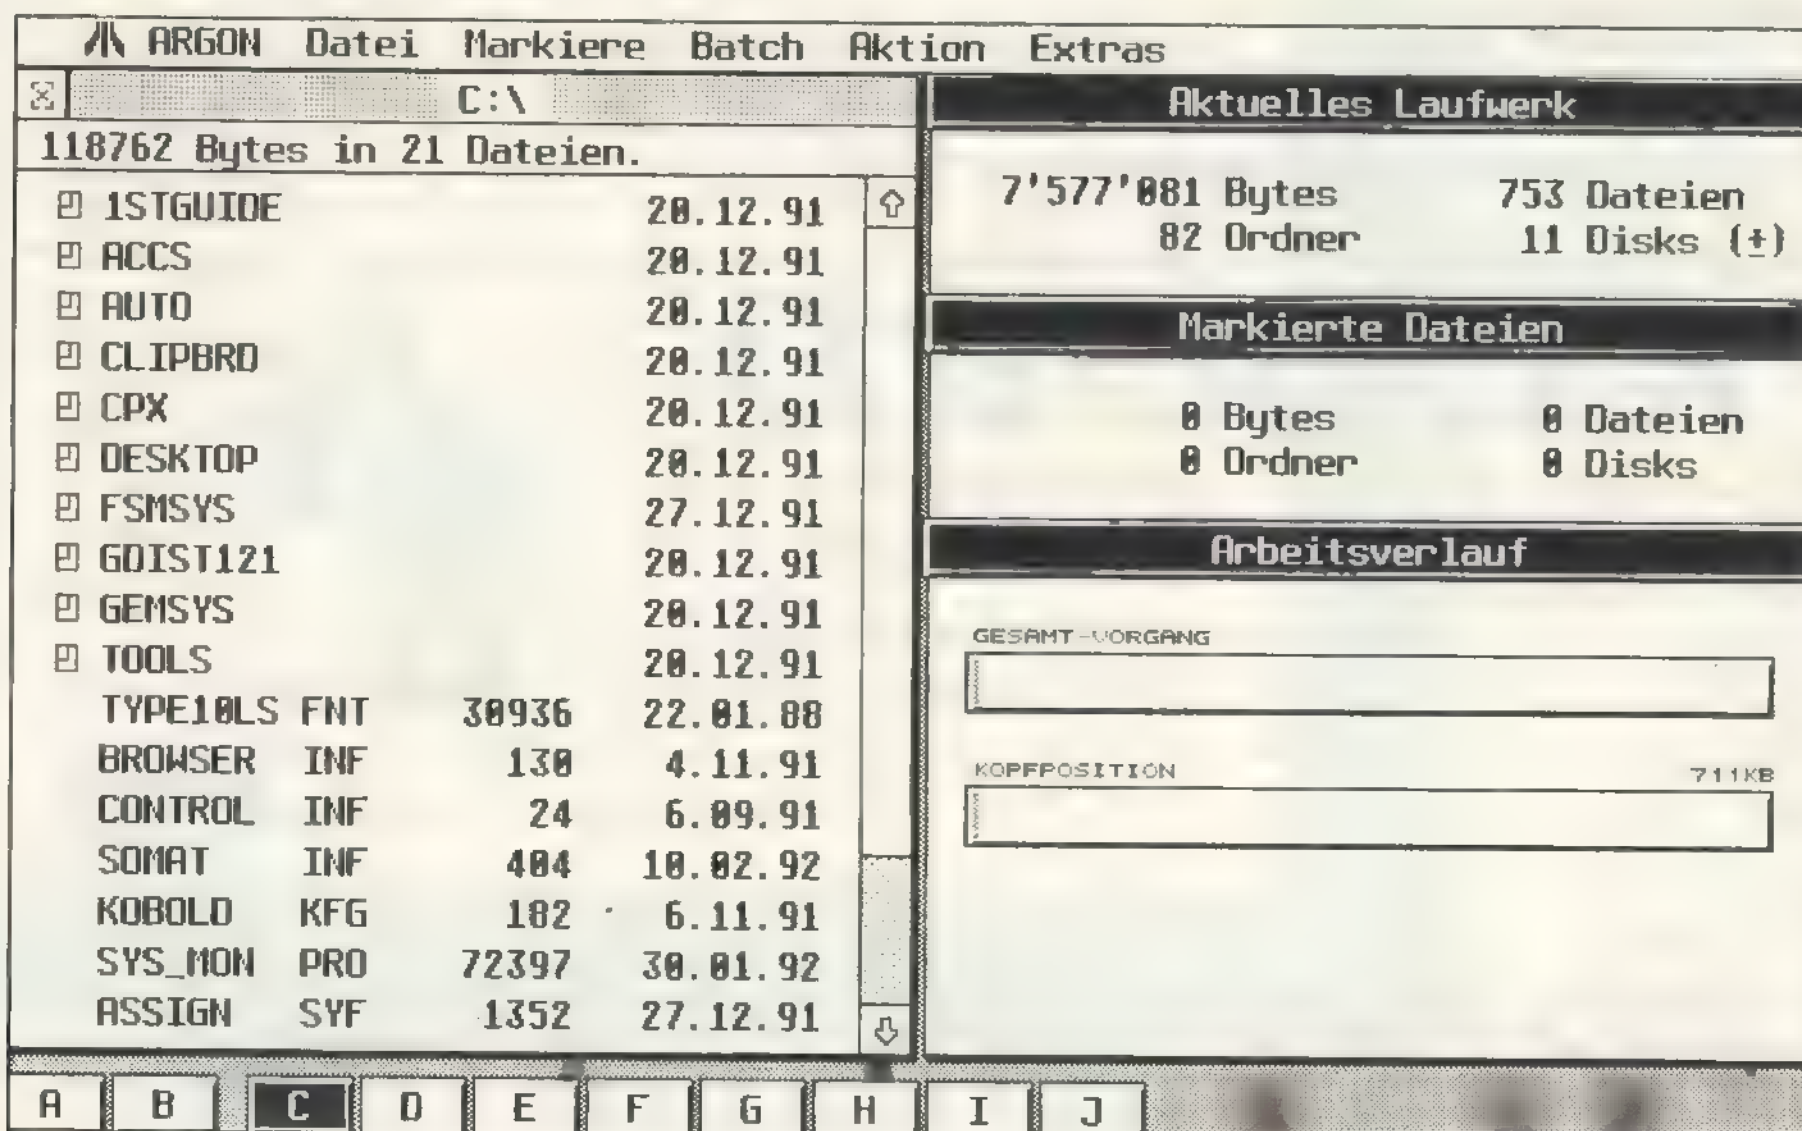 ARGON Datei Markiere Batch Aktion Extras
C:\
118762 Bytes in 21 Dateien.
1STGUIDE 20.12.91
ACCS 20.12.91
AUTO 20.12.91
CLIPBRD 20.12.91
CPX 20.12.91
DESKTOP 20.12.91
FSMSYS 27.12.91
GDIST121 20.12.91
GEMSYS 20.12.91
TOOLS 20.12.91
TYPE10LS FNT 30936 22.01.88
BROWSER INF 130 4.11.91
CONTROL INF 24 6.09.91
SOMAT INF 404 10.02.92
KOBOLD KFG 182 6.11.91
SYS_MON PRO 72397 30.01.92
ASSIGN SYF 1352 27.12.91
Aktuelles Laufwerk
7'577'081 Bytes 753 Dateien
82 Ordner 11 Disks (±)
Markierte Dateien
0 Bytes 0 Dateien
0 Ordner 0 Disks
Arbeitsverlauf
GESAMT-VORGANG
KOPFPOSITION 711KB
A B C D E F G H I J